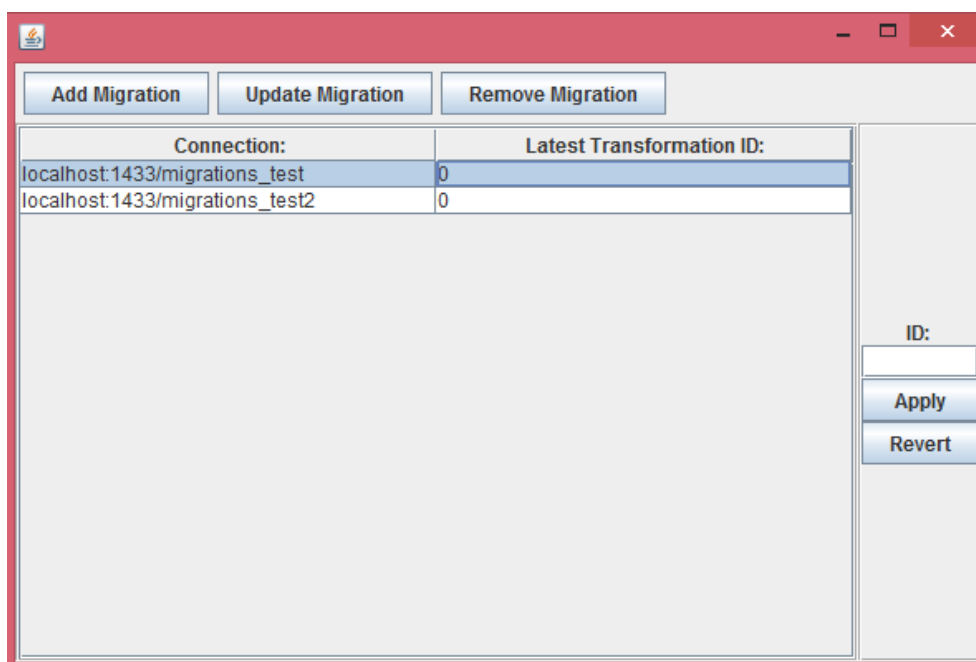 Add Migration Update Migration Remove Migration
Connection: Latest Transformation ID:
localhost:1433/migrations_test 0
localhost:1433/migrations_test2 0
ID:
Apply
Revert